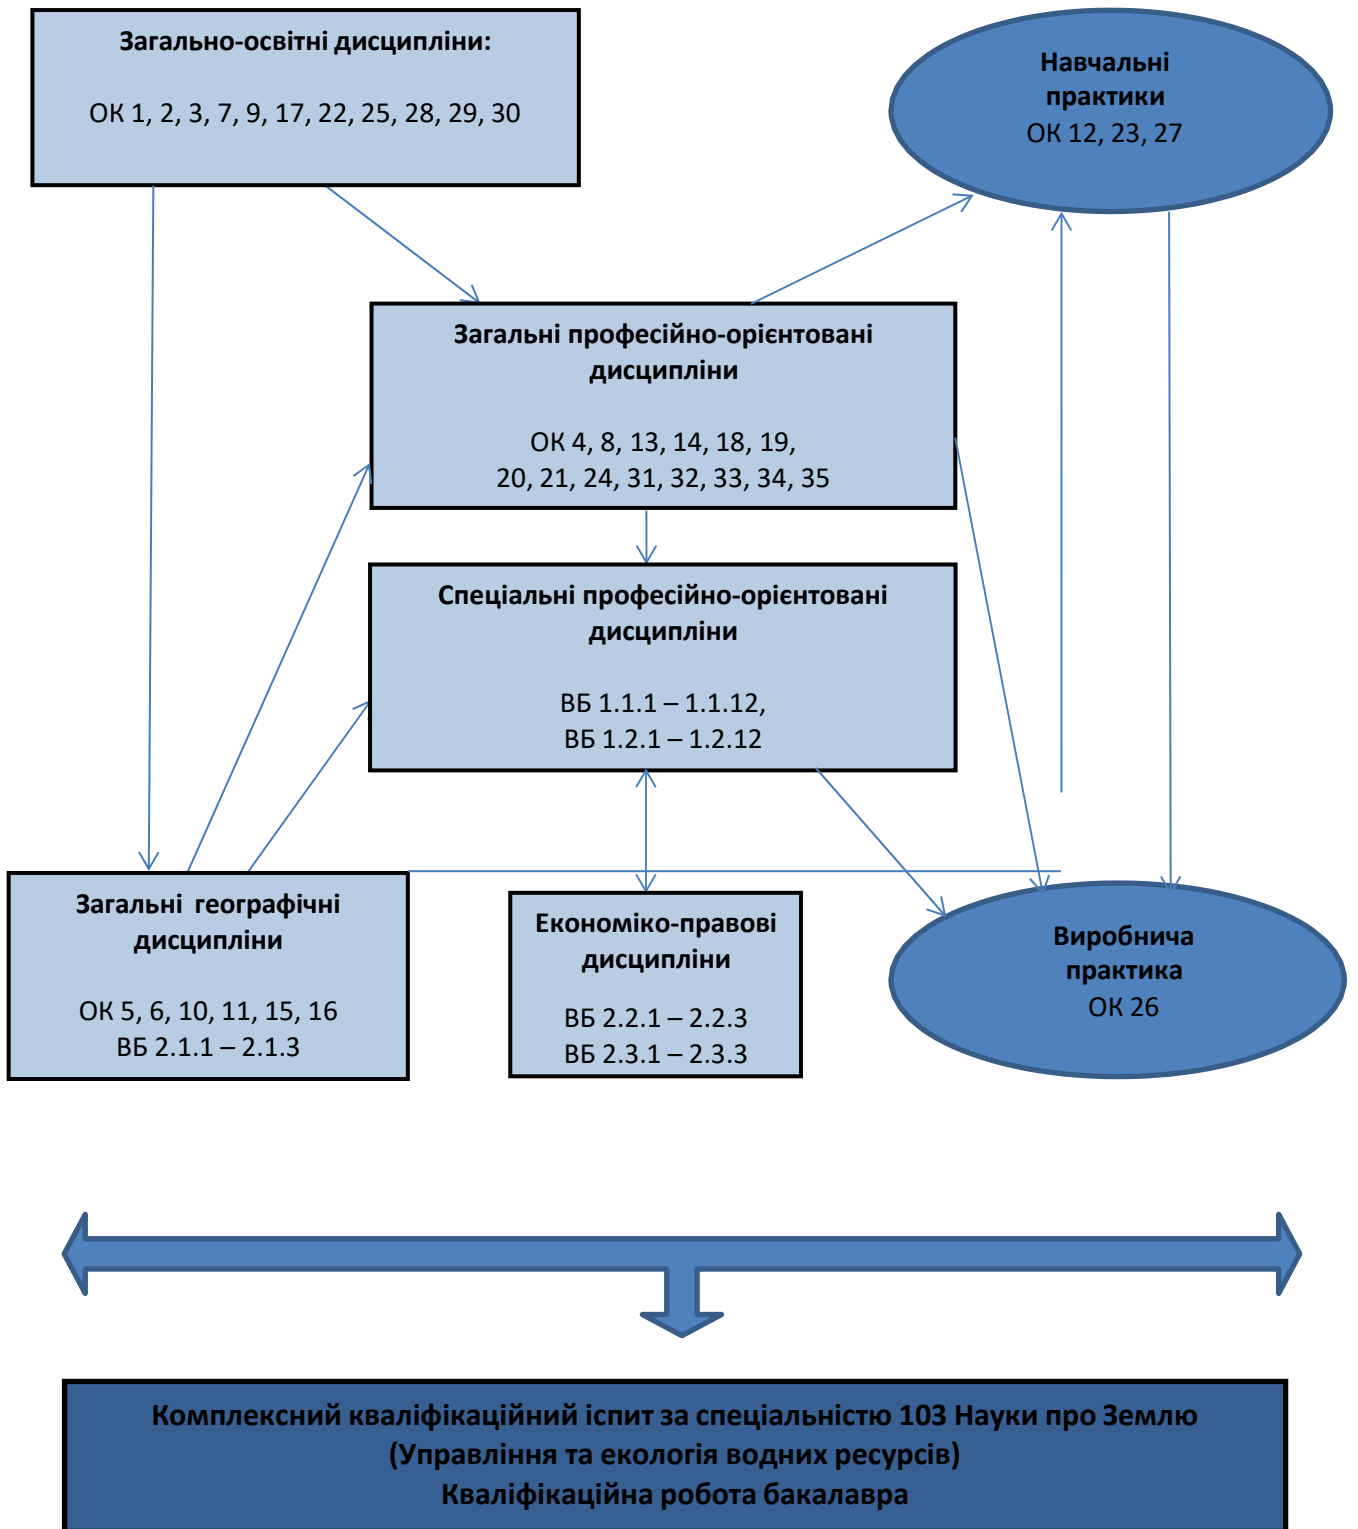 Загально-освітні дисципліни:
ОК 1, 2, 3, 7, 9, 17, 22, 25, 28, 29, 30
Навчальні
практики
ОК 12, 23, 27
Загальні професійно-орієнтовані
дисципліни
ОК 4, 8, 13, 14, 18, 19,
20, 21, 24, 31, 32, 33, 34, 35
Спеціальні професійно-орієнтовані
дисципліни
ВБ 1.1.1 – 1.1.12,
ВБ 1.2.1 – 1.2.12
Загальні географічні
дисципліни
ОК 5, 6, 10, 11, 15, 16
ВБ 2.1.1 – 2.1.3
Економіко-правові
дисципліни
ВБ 2.2.1 – 2.2.3
ВБ 2.3.1 – 2.3.3
Виробнича
практика
ОК 26
Комплексний кваліфікаційний іспит за спеціальністю 103 Науки про Землю
(Управління та екологія водних ресурсів)
Кваліфікаційна робота бакалавра